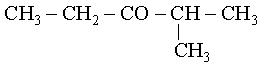 CH₃ – CH₂ – CO – CH – CH₃
CH₃